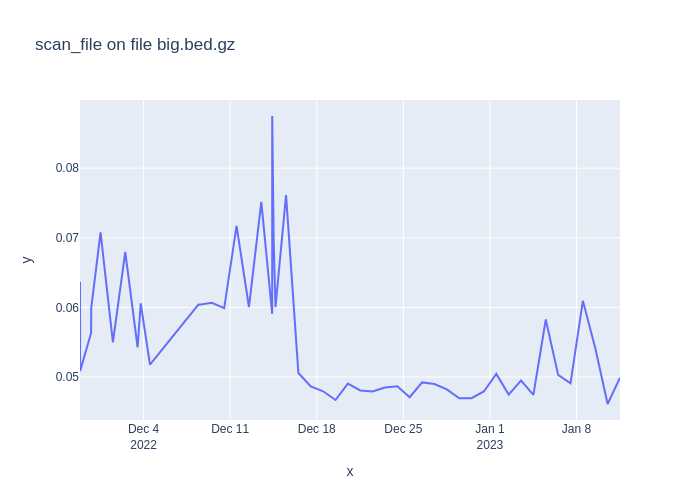 scan_file on file big.bed.gz
y
0.08
0.07
0.06
0.05
Dec 4
2022
Dec 11
Dec 18
Dec 25
Jan 1
2023
Jan 8
x